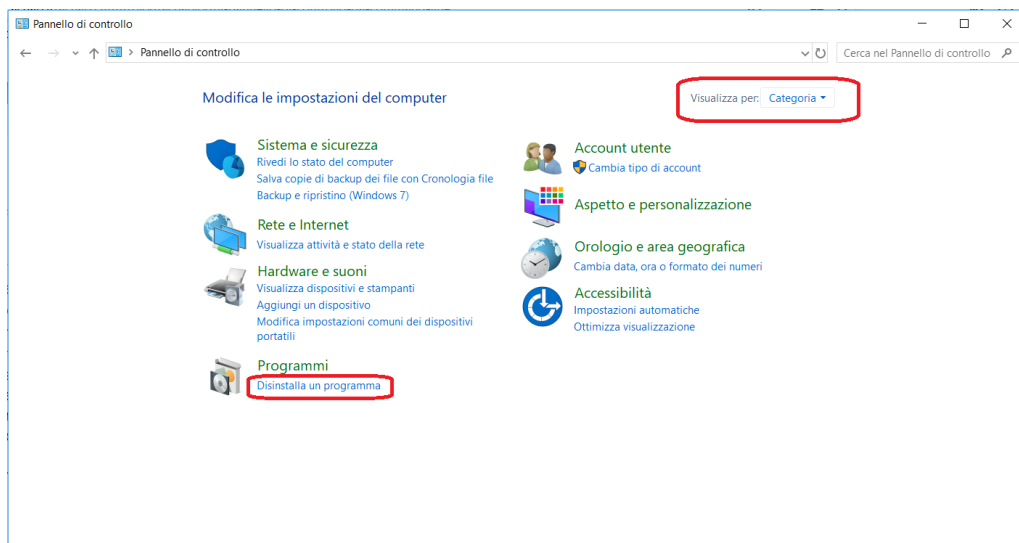 Pannello di controllo
Pannello di controllo
Cerca nel Pannello di controllo
Modifica le impostazioni del computer
Visualizza per: Categoria
Sistema e sicurezza
Rivedi lo stato del computer
Salva copie di backup dei file con Cronologia file
Backup e ripristino (Windows 7)
Rete e Internet
Visualizza attività e stato della rete
Hardware e suoni
Visualizza dispositivi e stampanti
Aggiungi un dispositivo
Modifica impostazioni comuni dei dispositivi
portatili
Programmi
Disinstalla un programma
Account utente
Cambia tipo di account
Aspetto e personalizzazione
Orologio e area geografica
Cambia data, ora o formato dei numeri
Accessibilità
Impostazioni automatiche
Ottimizza visualizzazione